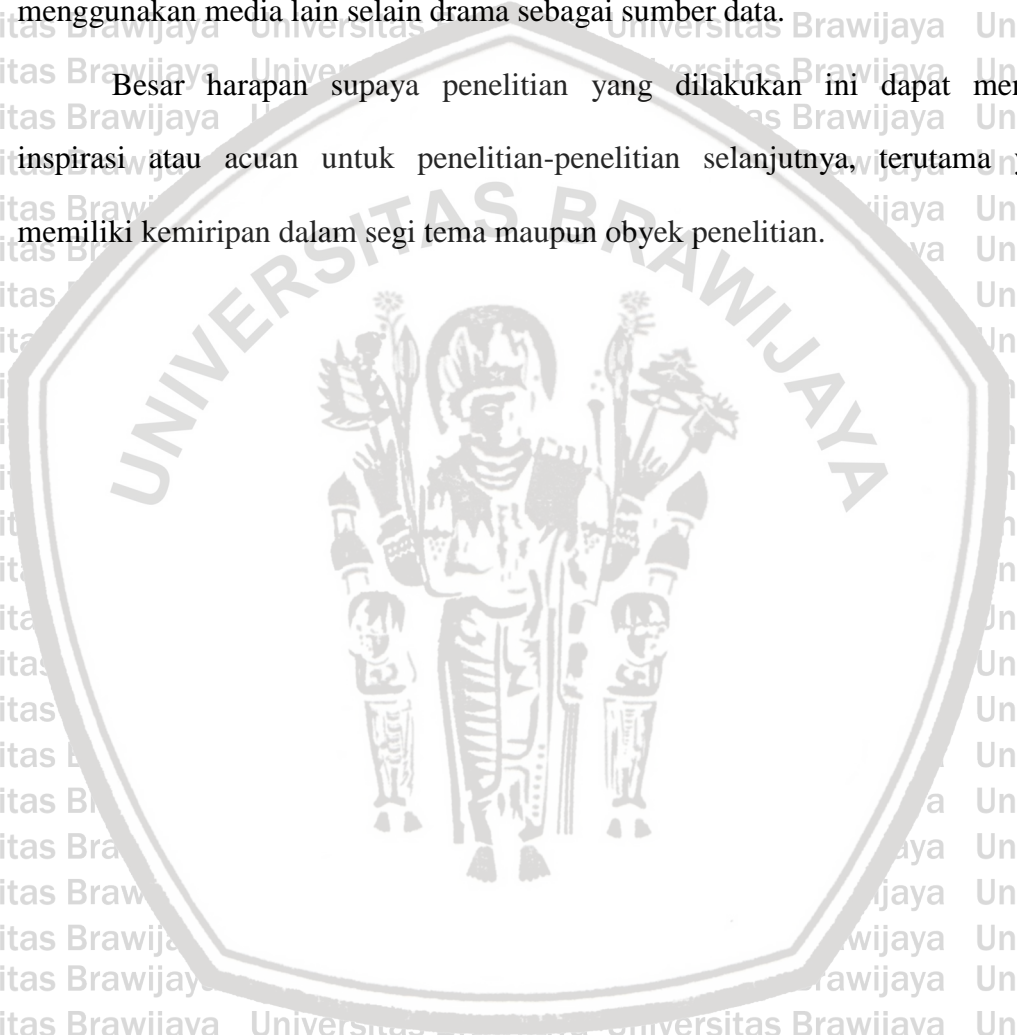 menggunakan media lain selain drama sebagai sumber data.
Besar harapan supaya penelitian yang dilakukan ini dapat
inspirasi atau acuan untuk penelitian-penelitian selanjutnya, terutama
memiliki kemiripan dalam segi tema maupun obyek penelitian.
UNIVERSITAS BRAWIJAYA